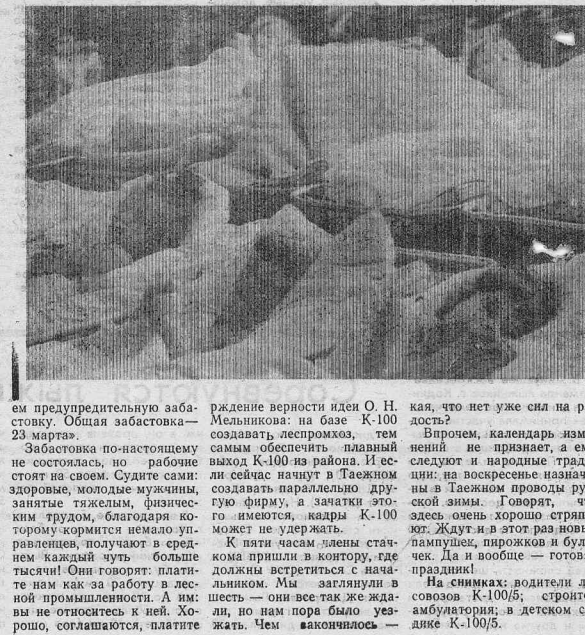 ем предупредительную заба-
стовку. Общая забастовка—
23 марта».
Забастовка по-настоящему
не состоялась, но рабочие
стоят на своем. Судите сами:
здоровые, молодые мужчины,
занятые тяжелым, физичес-
ким трудом, благодаря ко-
торому кормится немало уп-
равленцев, получают в сред-
нем каждый чуть больше
тысячи! Они говорят: плати-
те нам как за работу в лес-
ной промышленности. А им:
вы не относитесь к ней. Хо-
рошо, соглашаются, платите
рждение верности идеи О. Н.
Мельникова: на базе К-100
создавать леспромхоз, тем
самым обеспечить плавный
выход К-100 из района. И ес-
ли сейчас начнут в Таежном
создавать параллельно дру-
гую фирму, а зачатки это-
го имеются, кадры К-100
может не удержать.
К пяти часам члены стач-
кома пришли в контору, где
должны встретиться с нача-
льником. Мы заглянули в
шесть — они все так же жда-
ли, но нам пора было уез-
жать. Чем закончилось —
кая, что нет уже сил на р
дость?
Впрочем, календарь изм
нений не признает, а е
следуют и народные трад
ции: на воскресенье назнач
ны в Таежном проводы ру
ской зимы. Говорят, ч
здесь очень хорошо стряп
ют. Ждут и в этот раз новы
пампушек, пирожков и бул
чек. Да и вообще — готов
праздник!
На снимках: водители л
совозов К-100/5; строите
амбулатория; в детском с
дике К-100/5.